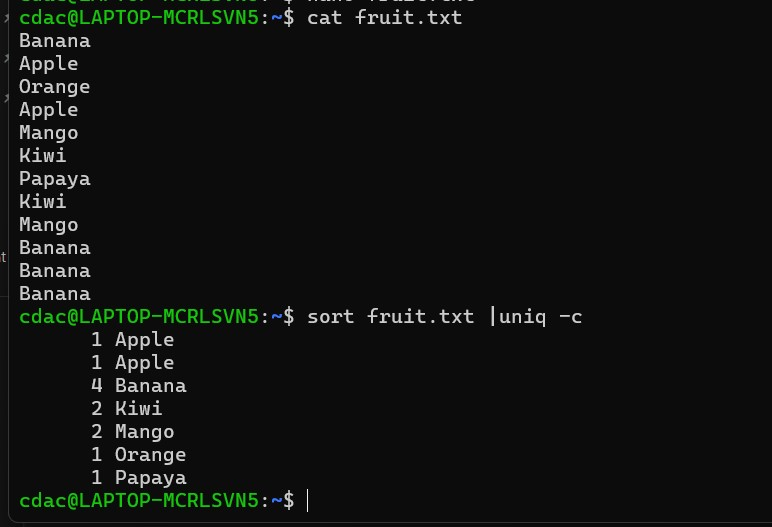 cdac@LAPTOP-MCRLSVN5:~$ cat fruit.txt
Banana
Apple
Orange
Apple
Mango
Kiwi
Papaya
Kiwi
Mango
Banana
Banana
Banana
cdac@LAPTOP-MCRLSVN5:~$ sort fruit.txt |uniq -c
      1 Apple
      1 Apple
      4 Banana
      2 Kiwi
      2 Mango
      1 Orange
      1 Papaya
cdac@LAPTOP-MCRLSVN5:~$